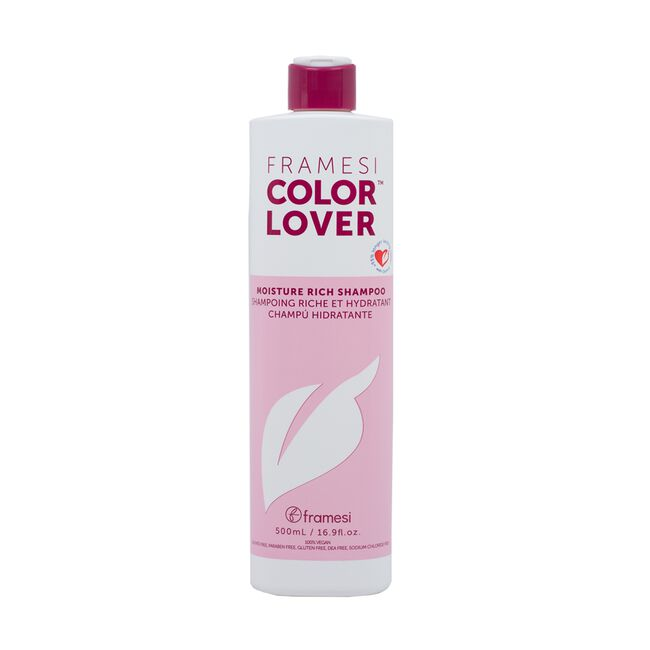 FRAMESI
COLOR™
LOVER
MOISTURE RICH SHAMPOO
SHAMPOING RICHE ET HYDRATANT
CHAMPÚ HIDRATANTE
framesi
500mL / 16.9fl.oz.
100% VEGAN
FREE, PARABEN FREE, GLUTEN FREE, DEA FREE, SODIUM CHLORIDE FREE